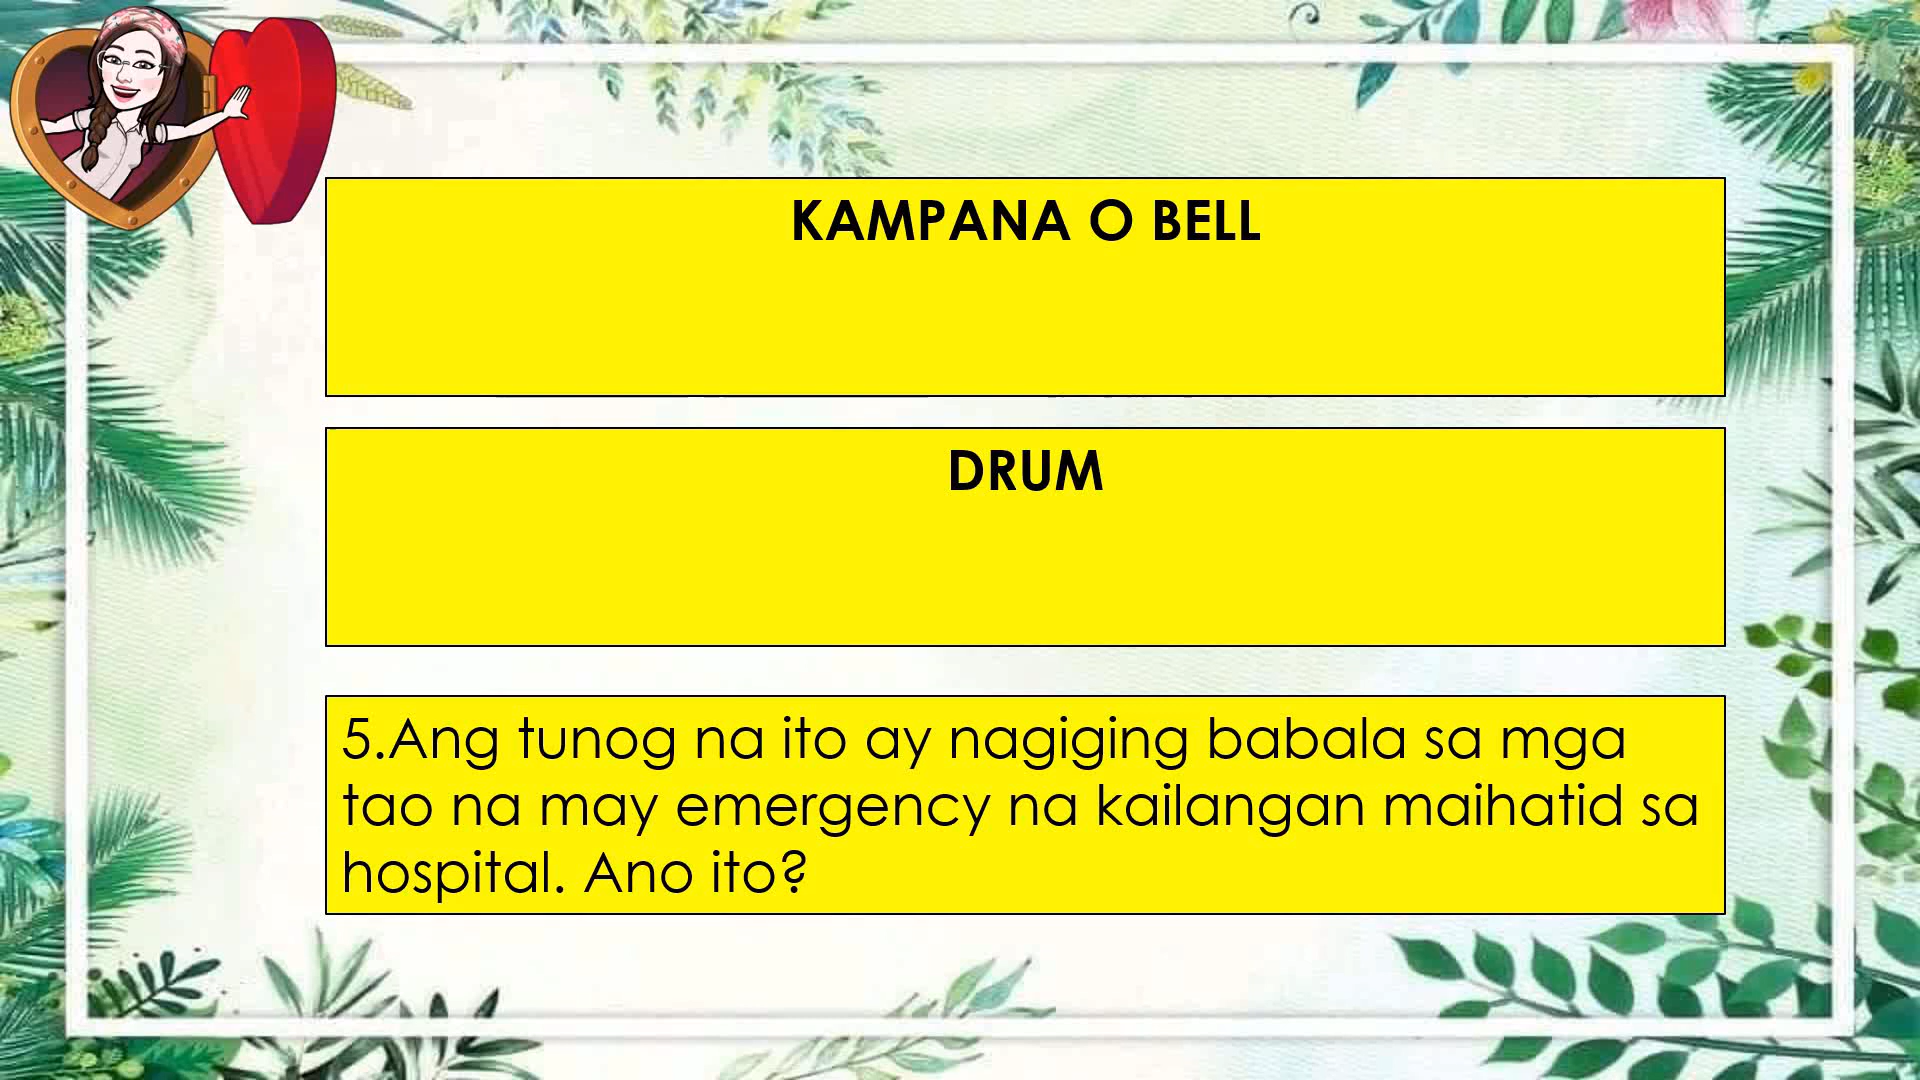 KAMPANA O BELL
DRUM
5.Ang tunog na ito ay nagiging babala sa mga
tao na may emergency na kailangan maihatid sa
hospital. Ano ito?